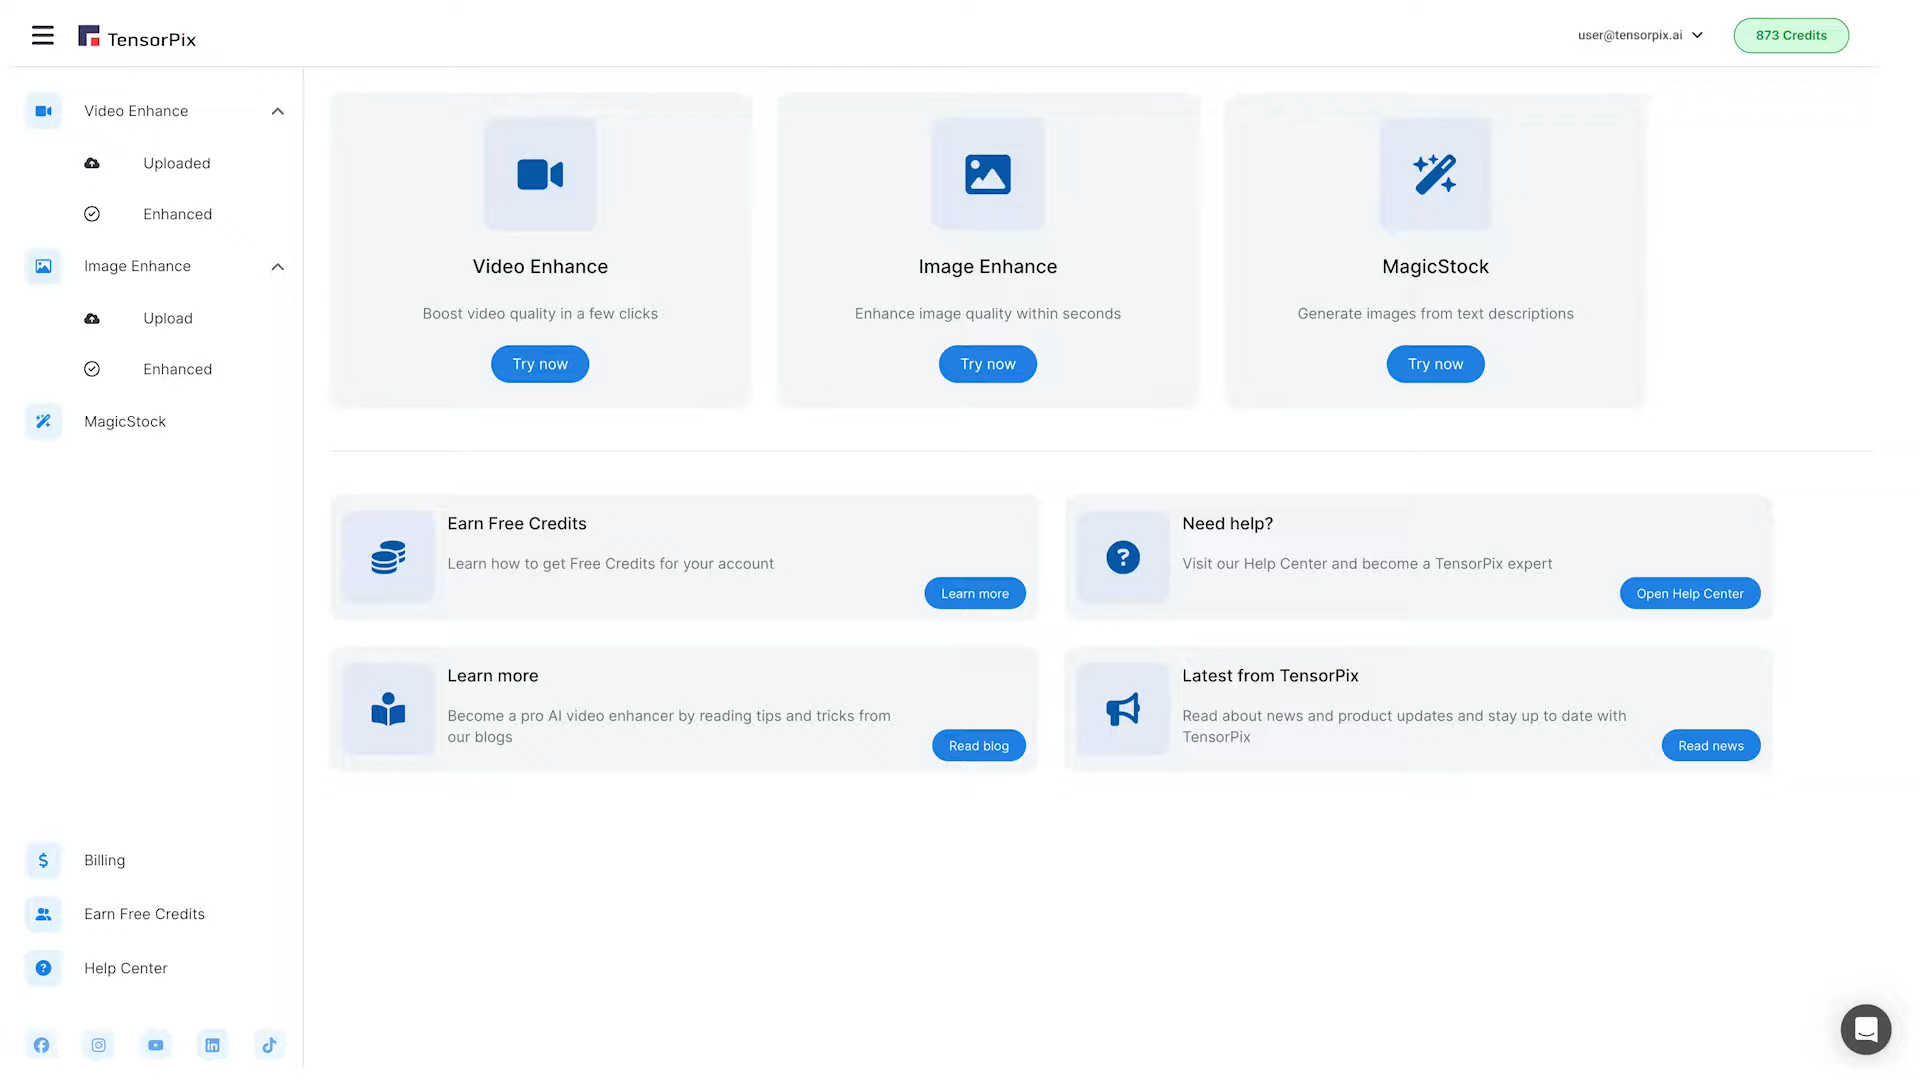 TensorPix
user@tensorpix.ai
873 Credits
Video Enhance
Uploaded
Enhanced
Image Enhance
Upload
Enhanced
MagicStock
Billing
Earn Free Credits
Help Center
Video Enhance
Boost video quality in a few clicks
Try now
Image Enhance
Enhance image quality within seconds
Try now
MagicStock
Generate images from text descriptions
Try now
Earn Free Credits
Learn how to get Free Credits for your account
Learn more
Need help?
Visit our Help Center and become a TensorPix expert
Open Help Center
Learn more
Become a pro AI video enhancer by reading tips and tricks from
our blogs
Read blog
Latest from TensorPix
Read about news and product updates and stay up to date with
TensorPix
Read news